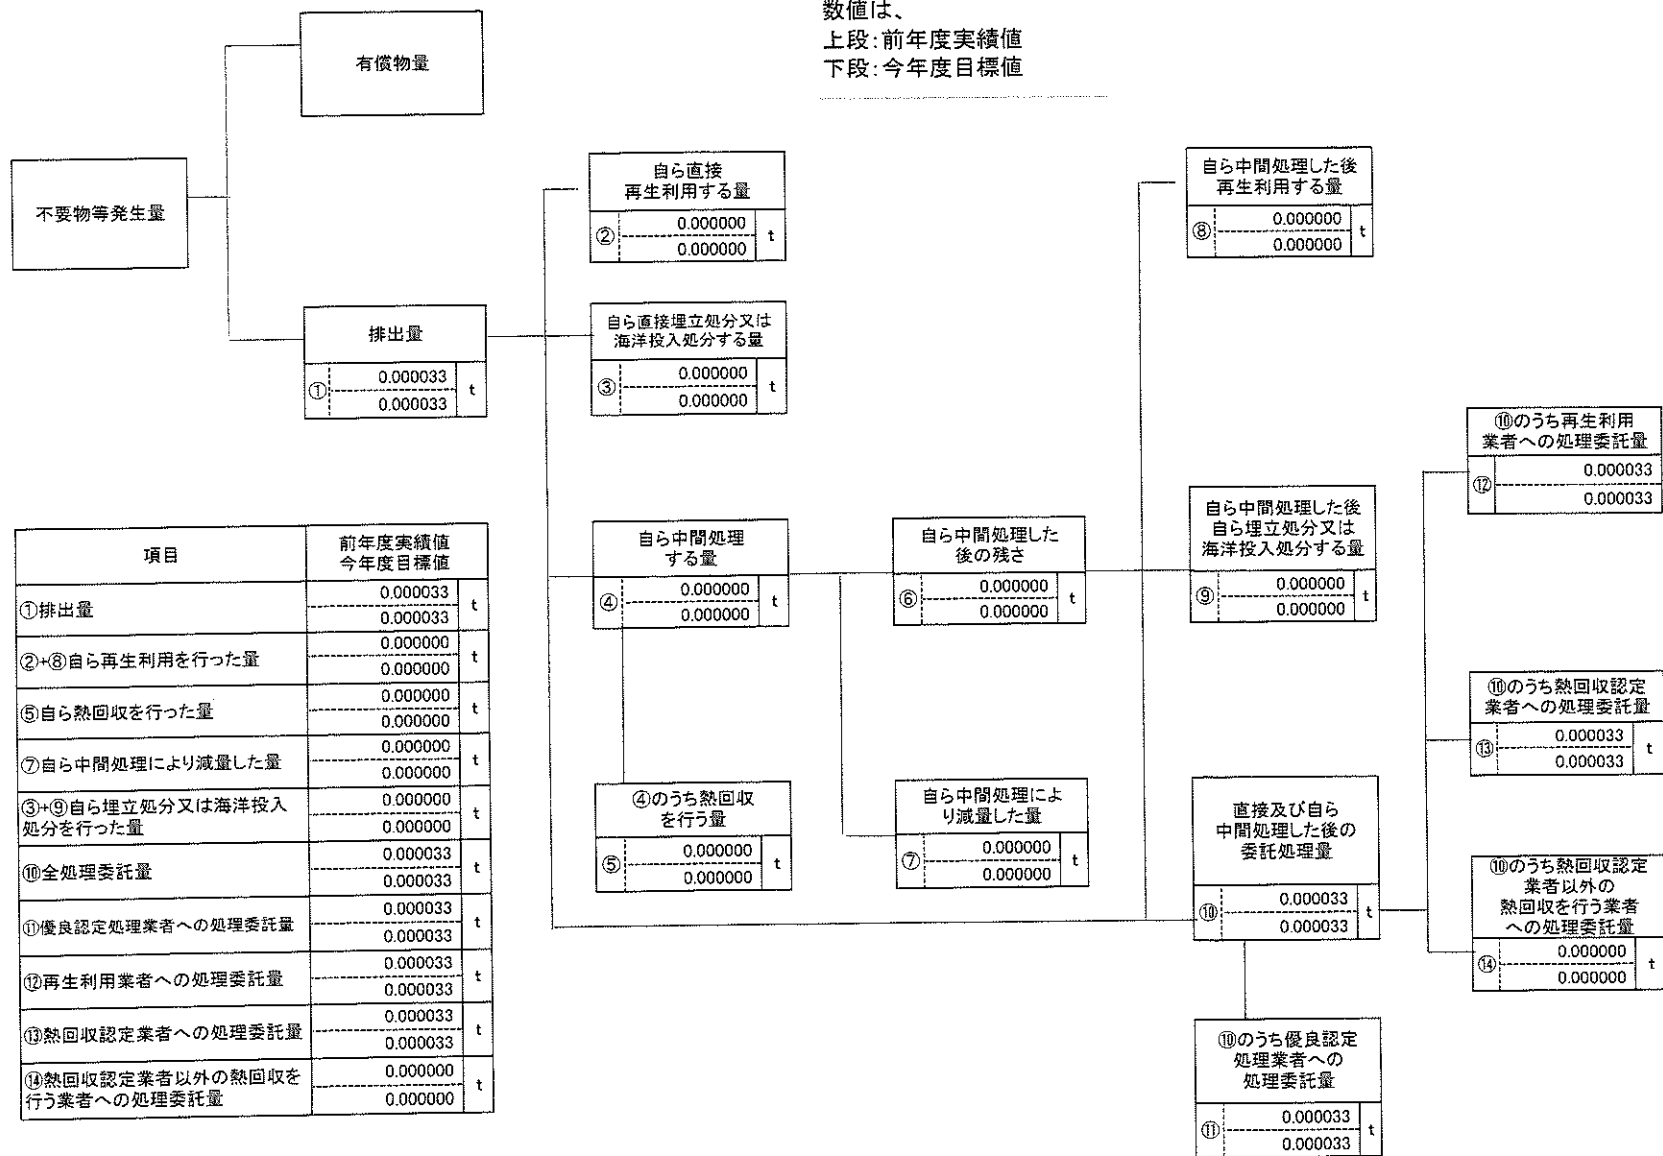 数値は、
上段:前年度実績値
下段:今年度目標値
有償物量
不要物等発生量
排出量
①
0.000033
0.000033
t
自ら直接
再生利用する量
②
0.000000
0.000000
t
自ら直接埋立処分又は
海洋投入処分する量
③
0.000000
0.000000
t
自ら中間処理
する量
④
0.000000
0.000000
t
④のうち熱回収
を行う量
⑤
0.000000
0.000000
t
自ら中間処理した
後の残さ
⑥
0.000000
0.000000
t
自ら中間処理によ
り減量した量
⑦
0.000000
0.000000
t
自ら中間処理した後
再生利用する量
⑧
0.000000
0.000000
t
自ら中間処理した後
自ら埋立処分又は
海洋投入処分する量
⑨
0.000000
0.000000
t
直接及び自ら
中間処理した後の
委託処理量
⑩
0.000033
0.000033
t
⑩のうち優良認定
処理業者への
処理委託量
⑪
0.000033
0.000033
t
⑩のうち再生利用
業者への処理委託量
⑫
0.000033
0.000033
⑩のうち熱回収認定
業者への処理委託量
⑬
0.000033
0.000033
t
⑩のうち熱回収認定
業者以外の
熱回収を行う業者
への処理委託量
⑭
0.000000
0.000000
t
項目
前年度実績値
今年度目標値
①排出量
0.000033
0.000033
t
②+⑧自ら再生利用を行った量
0.000000
0.000000
t
⑤自ら熱回収を行った量
0.000000
0.000000
t
⑦自ら中間処理により減量した量
0.000000
0.000000
t
③+⑨自ら埋立処分又は海洋投入
処分を行った量
0.000000
0.000000
t
⑩全処理委託量
0.000033
0.000033
t
⑪優良認定処理業者への処理委託量
0.000033
0.000033
t
⑫再生利用業者への処理委託量
0.000033
0.000033
t
⑬熱回収認定業者への処理委託量
0.000033
0.000033
t
⑭熱回収認定業者以外の熱回収を
行う業者への処理委託量
0.000000
0.000000
t